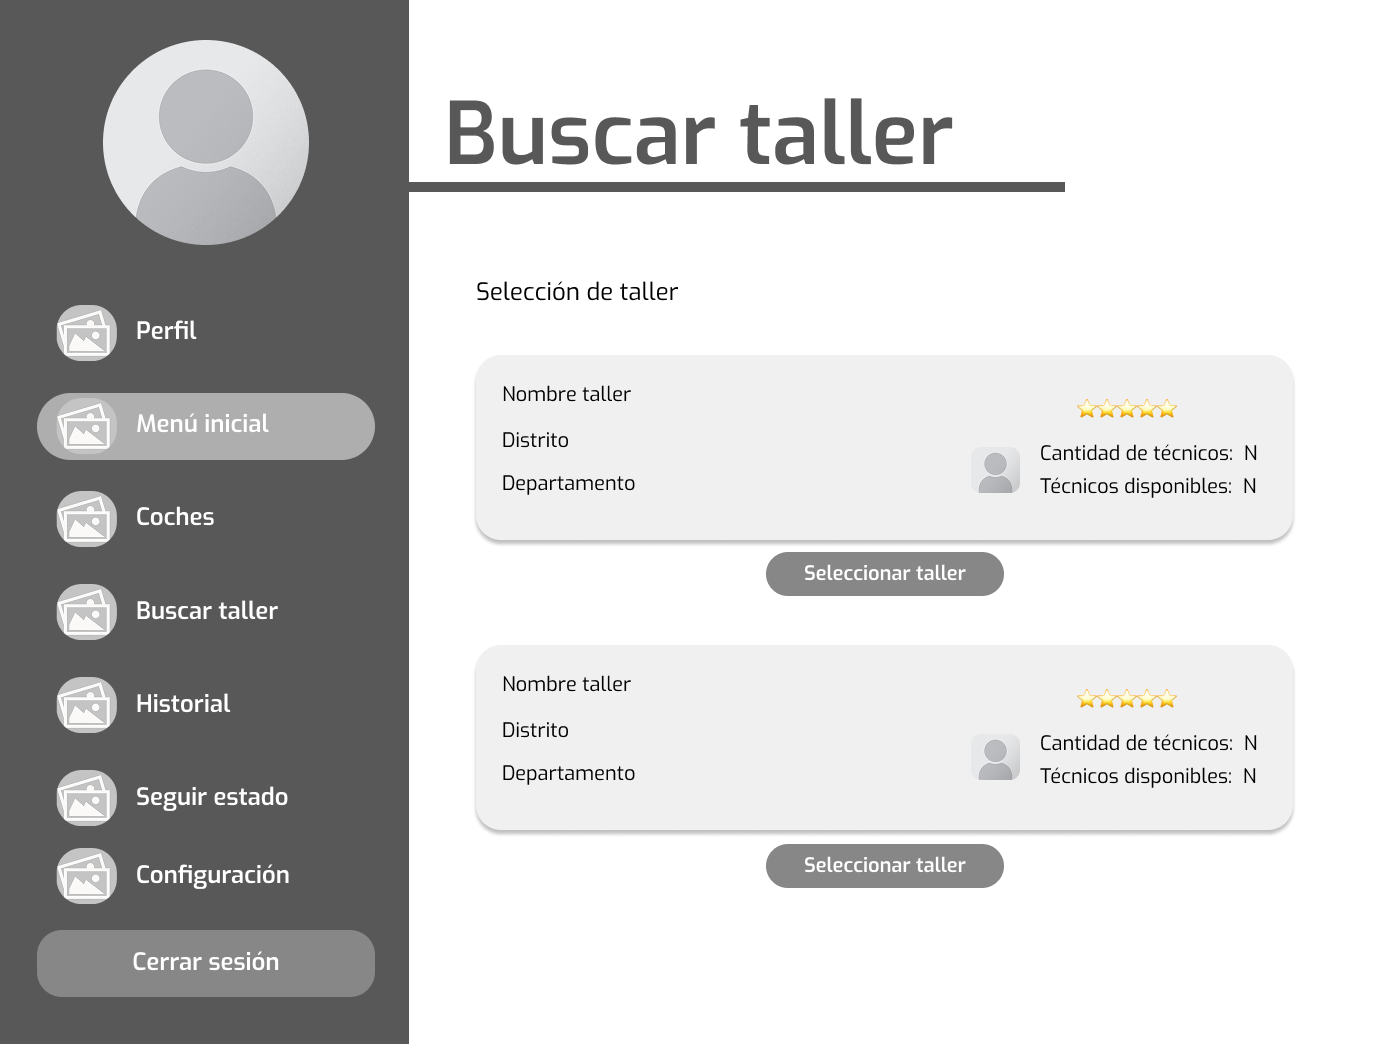 Perfil
Menú inicial
Coches
Buscar taller
Historial
Seguir estado
Configuración
Cerrar sesión
Buscar taller
Selección de taller
Nombre taller
Distrito
Departamento
Cantidad de técnicos: N
Técnicos disponibles: N
Seleccionar taller
Nombre taller
Distrito
Departamento
Cantidad de técnicos: N
Técnicos disponibles: N
Seleccionar taller